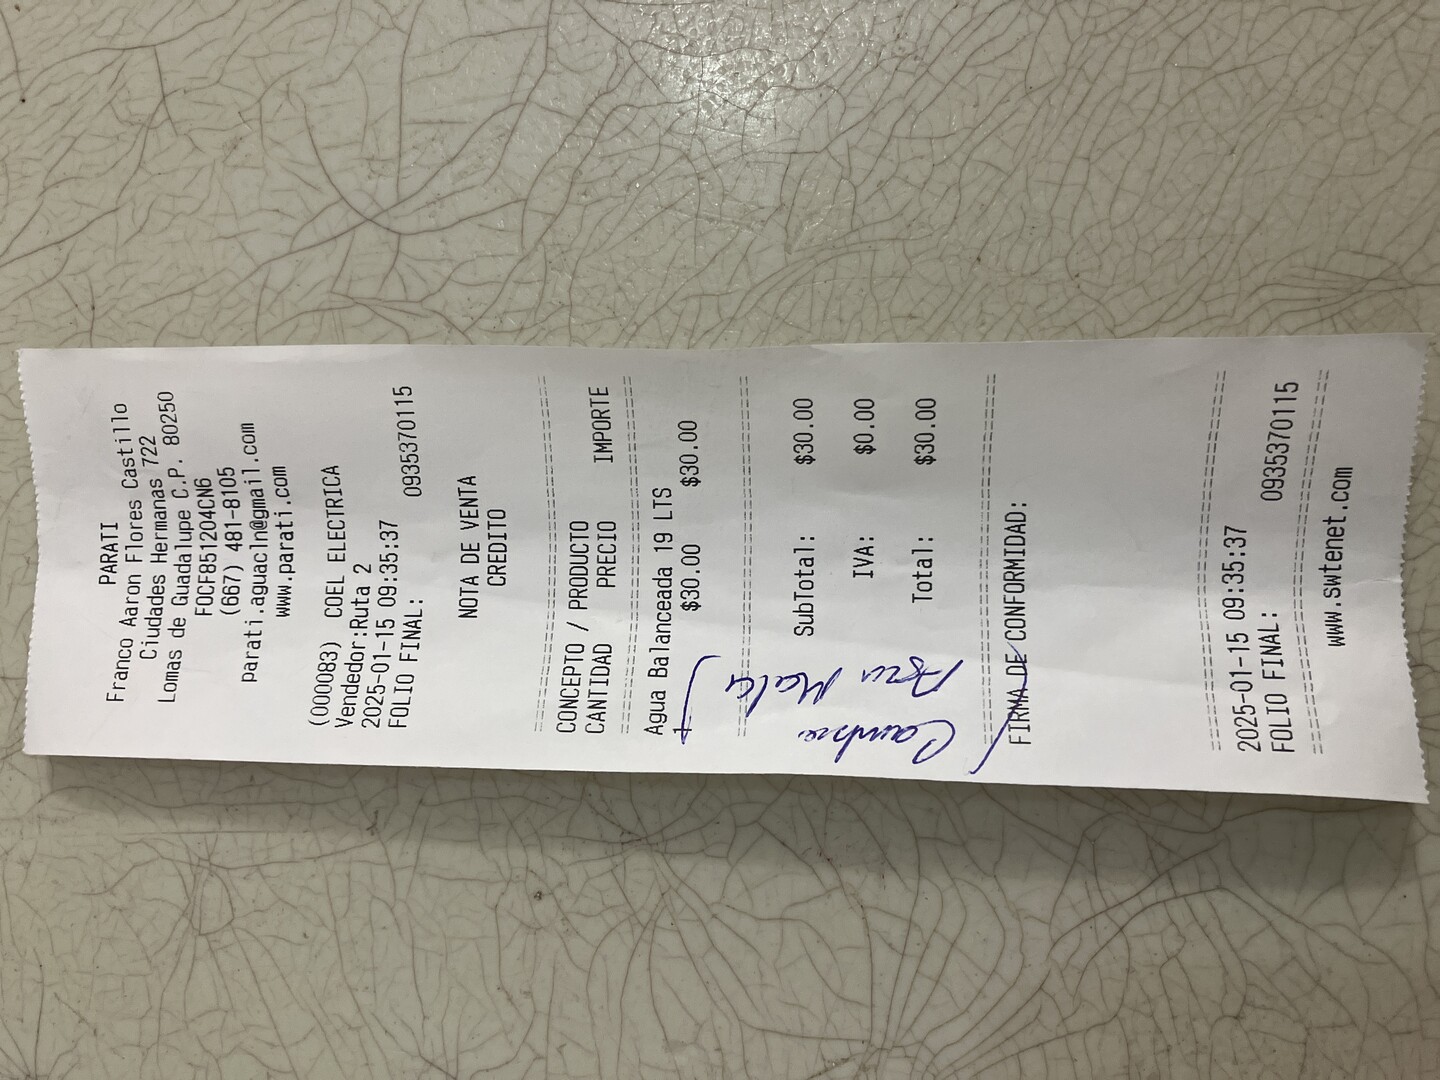 PARATI
Franco Aaron Flores Castillo
Ciudades Hermanas 722
Lomas de Guadalupe C.P. 80250
FOCF851204CN6
(667) 481-8105
parati.aguacln@gmail.com
www.parati.com
(000083) COEL ELECTRICA
Vendedor:Ruta 2
2025-01-15 09:35:37
FOLIO FINAL: 0935370115
NOTA DE VENTA
CREDITO
CONCEPTO / PRODUCTO
CANTIDAD PRECIO IMPORTE
Agua Balanceada 19 LTS
1 $30.00 $30.00
SubTotal: $30.00
IVA: $0.00
Total: $30.00
FIRMA DE CONFORMIDAD:
2025-01-15 09:35:37
FOLIO FINAL: 0935370115
www.swtenet.com